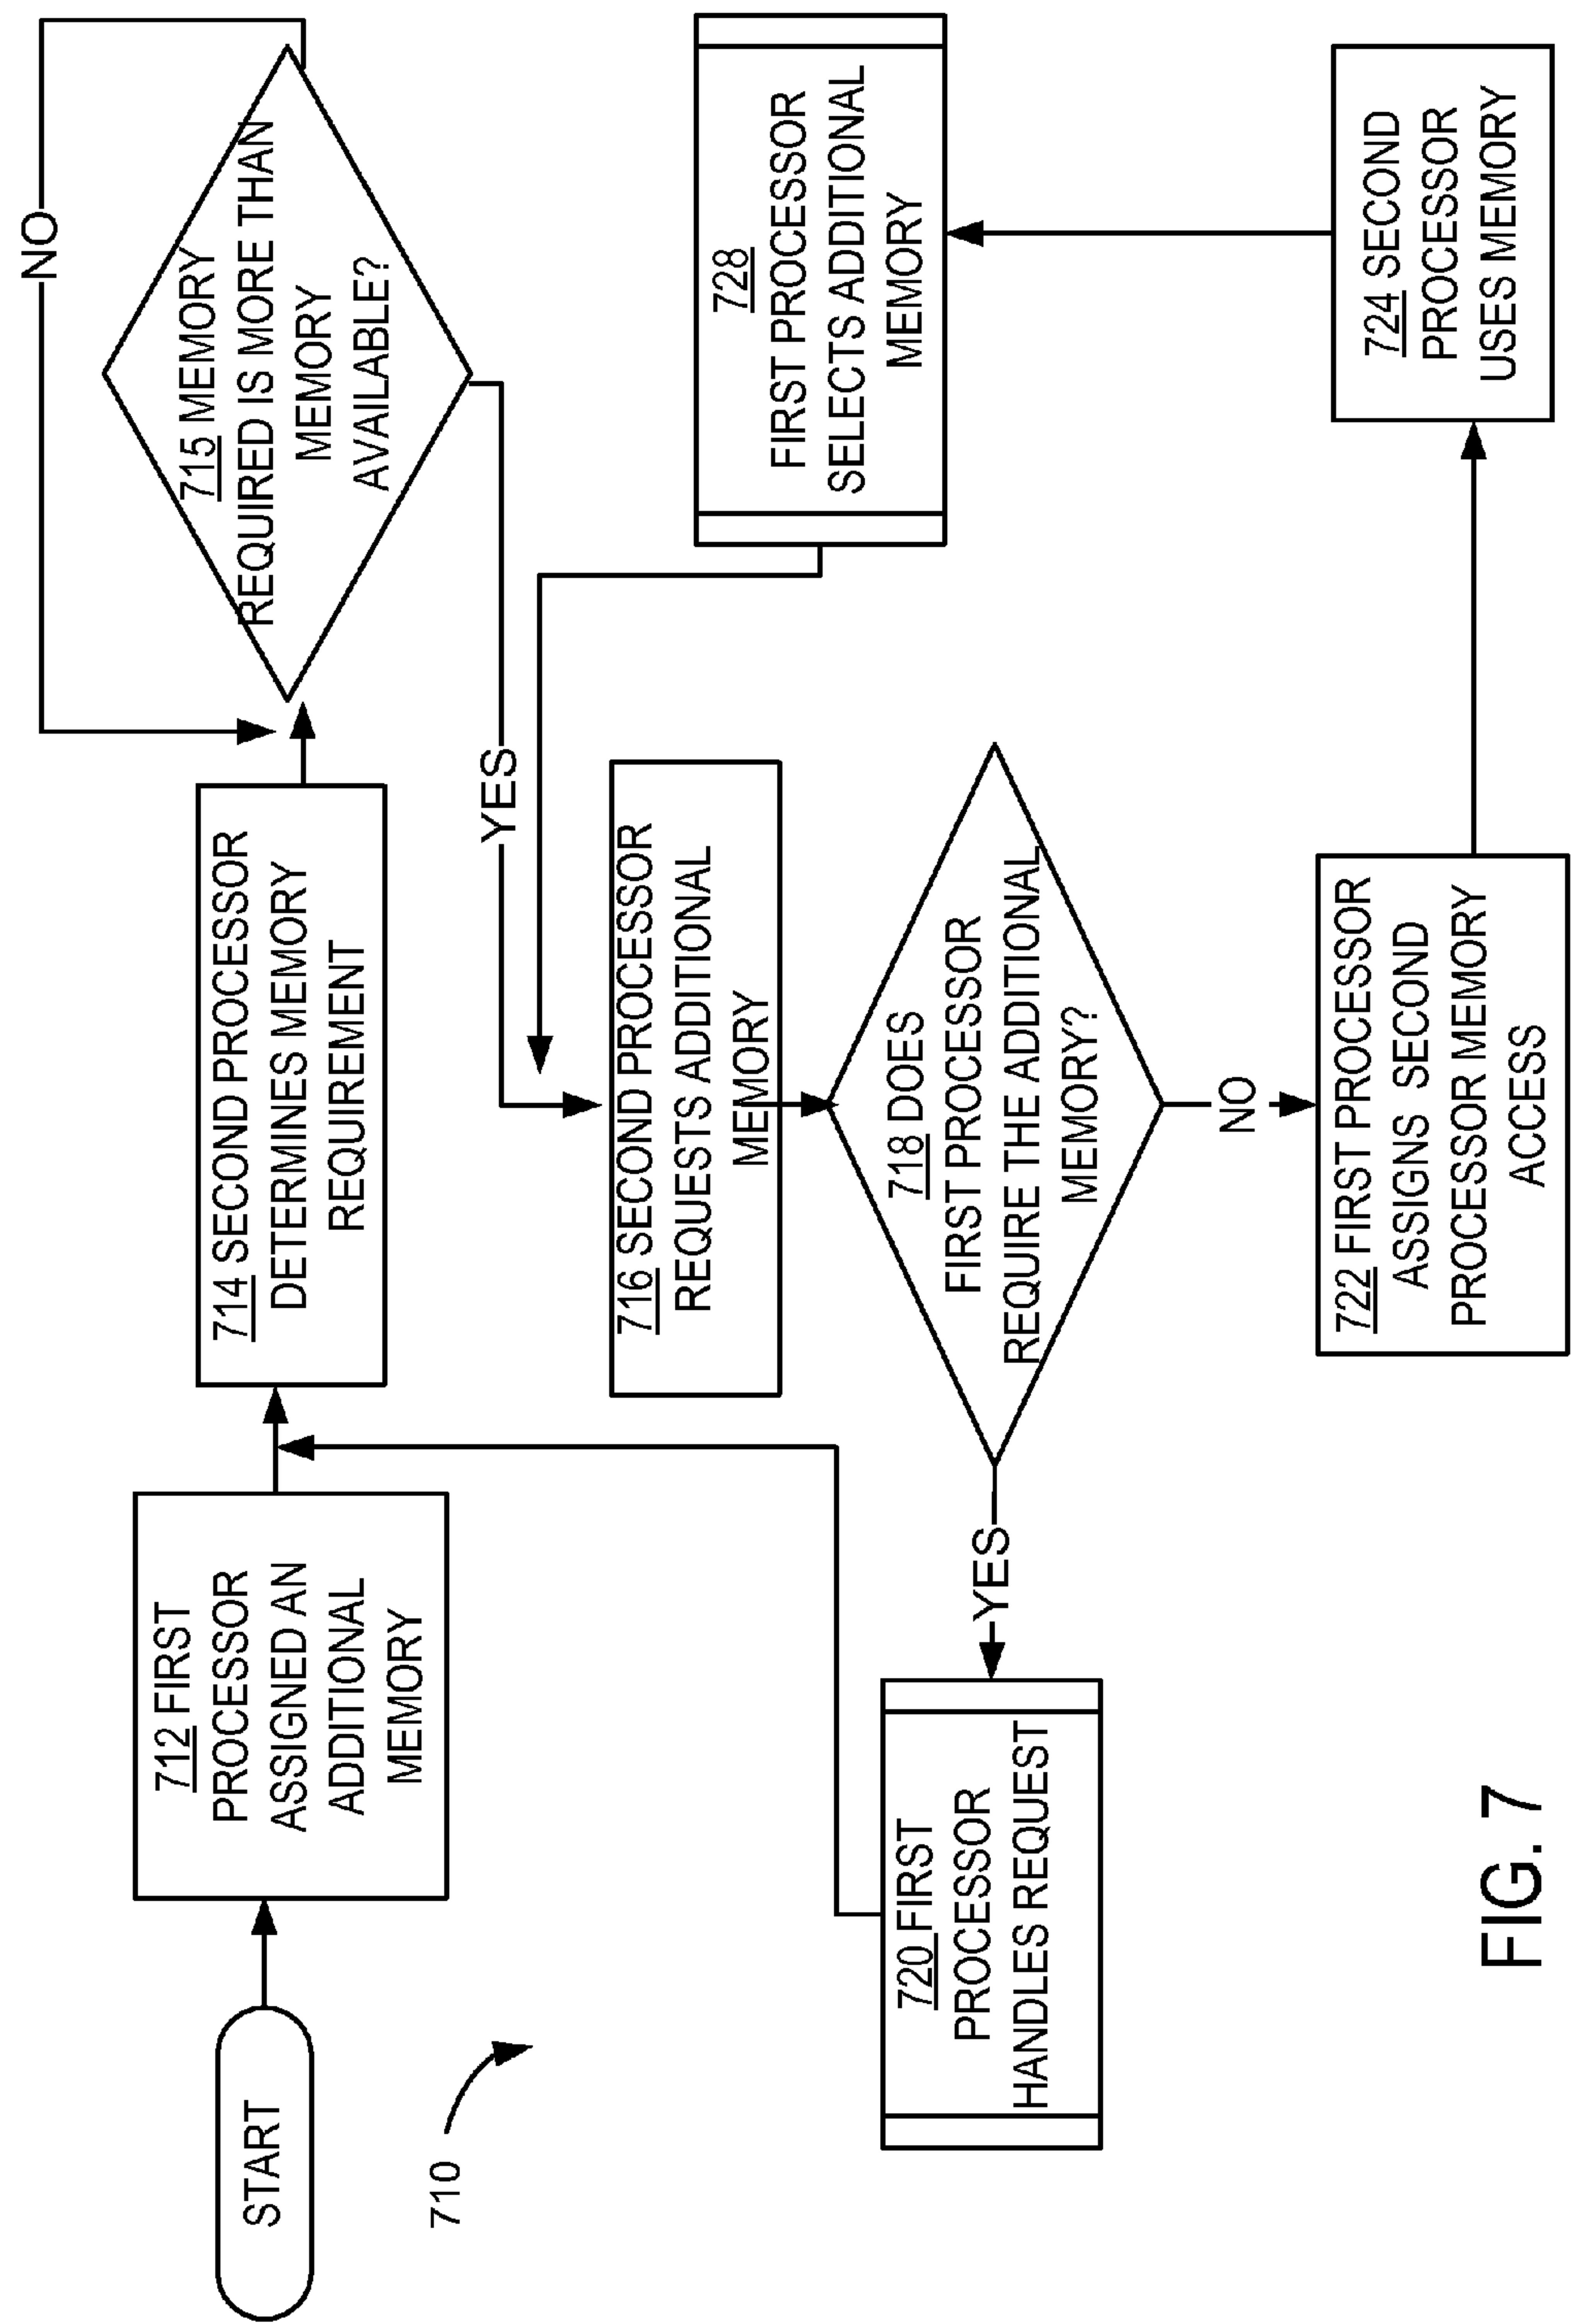 START
710
712 FIRST
PROCESSOR
ASSIGNED AN
ADDITIONAL
MEMORY
714 SECOND PROCESSOR
DETERMINES MEMORY
REQUIREMENT
715 MEMORY
REQUIRED IS MORE THAN
MEMORY
AVAILABLE?
NO
YES
716 SECOND PROCESSOR
REQUESTS ADDITIONAL
MEMORY
718 DOES
FIRST PROCESSOR
REQUIRE THE ADDITIONAL
MEMORY?
YES
720 FIRST
PROCESSOR
HANDLES REQUEST
NO
722 FIRST PROCESSOR
ASSIGNS SECOND
PROCESSOR MEMORY
ACCESS
724 SECOND
PROCESSOR
USES MEMORY
728
FIRST PROCESSOR
SELECTS ADDITIONAL
MEMORY
FIG. 7